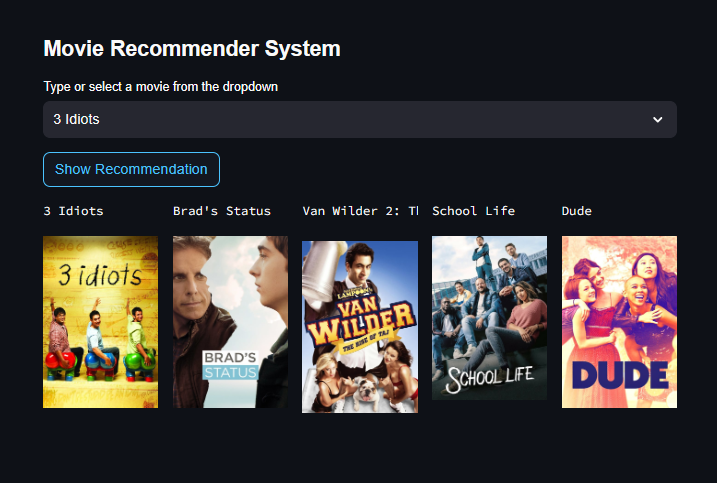 Movie Recommender System
Type or select a movie from the dropdown
3 Idiots
Show Recommendation
3 Idiots
Brad's Status
Van Wilder 2: Th
School Life
Dude
3 idiots
BRAD'S
STATUS
LAMPOON'S
VAN
WILDER
THE RISE OF TAJ
SCHOOL LIFE
DUDE